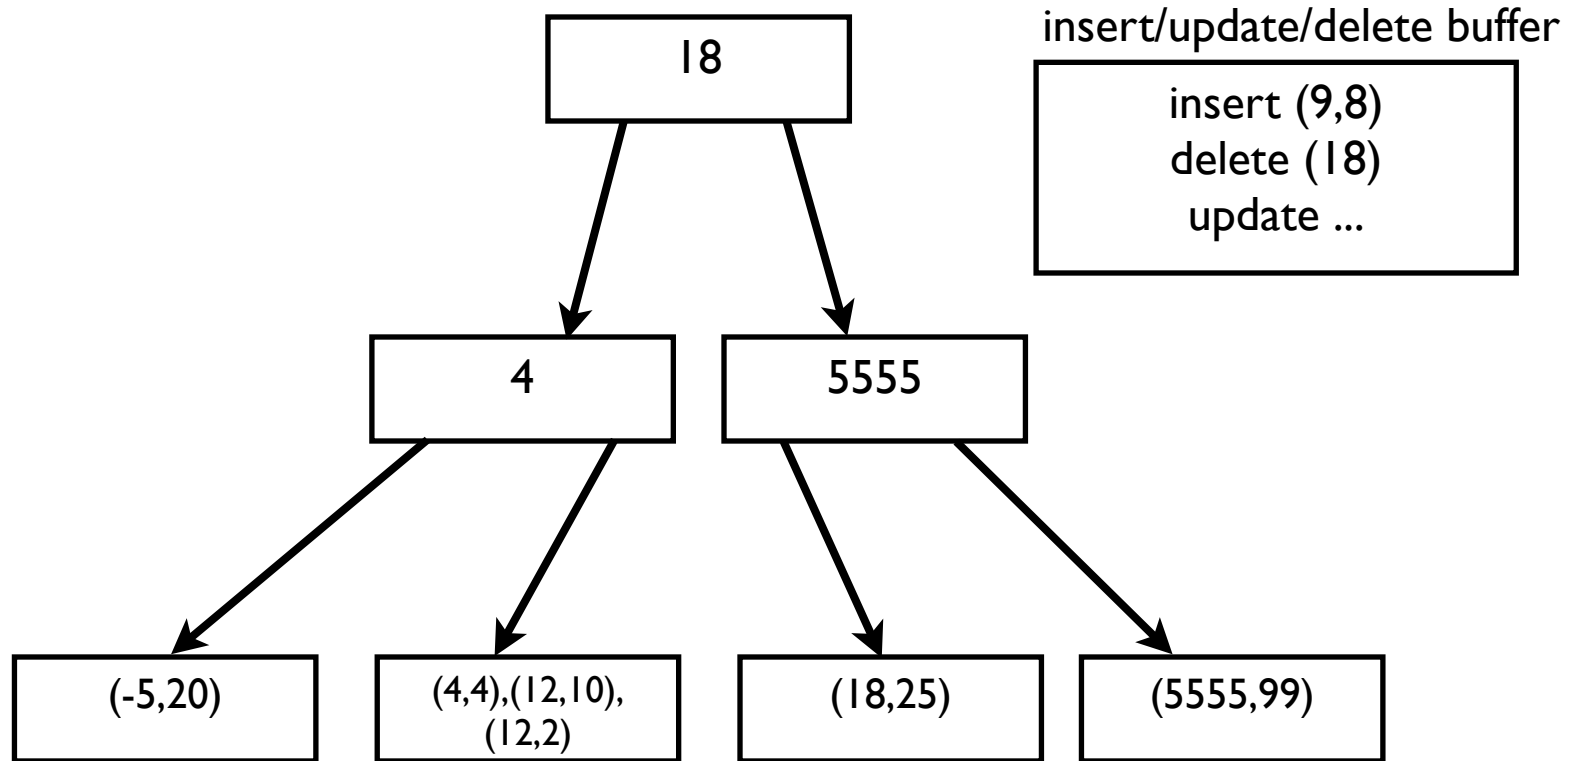 insert/update/delete buffer
18
insert (9,8)
delete (18)
update ...
4
5555
(-5,20)
(4,4),(12,10),
(12,2)
(18,25)
(5555,99)